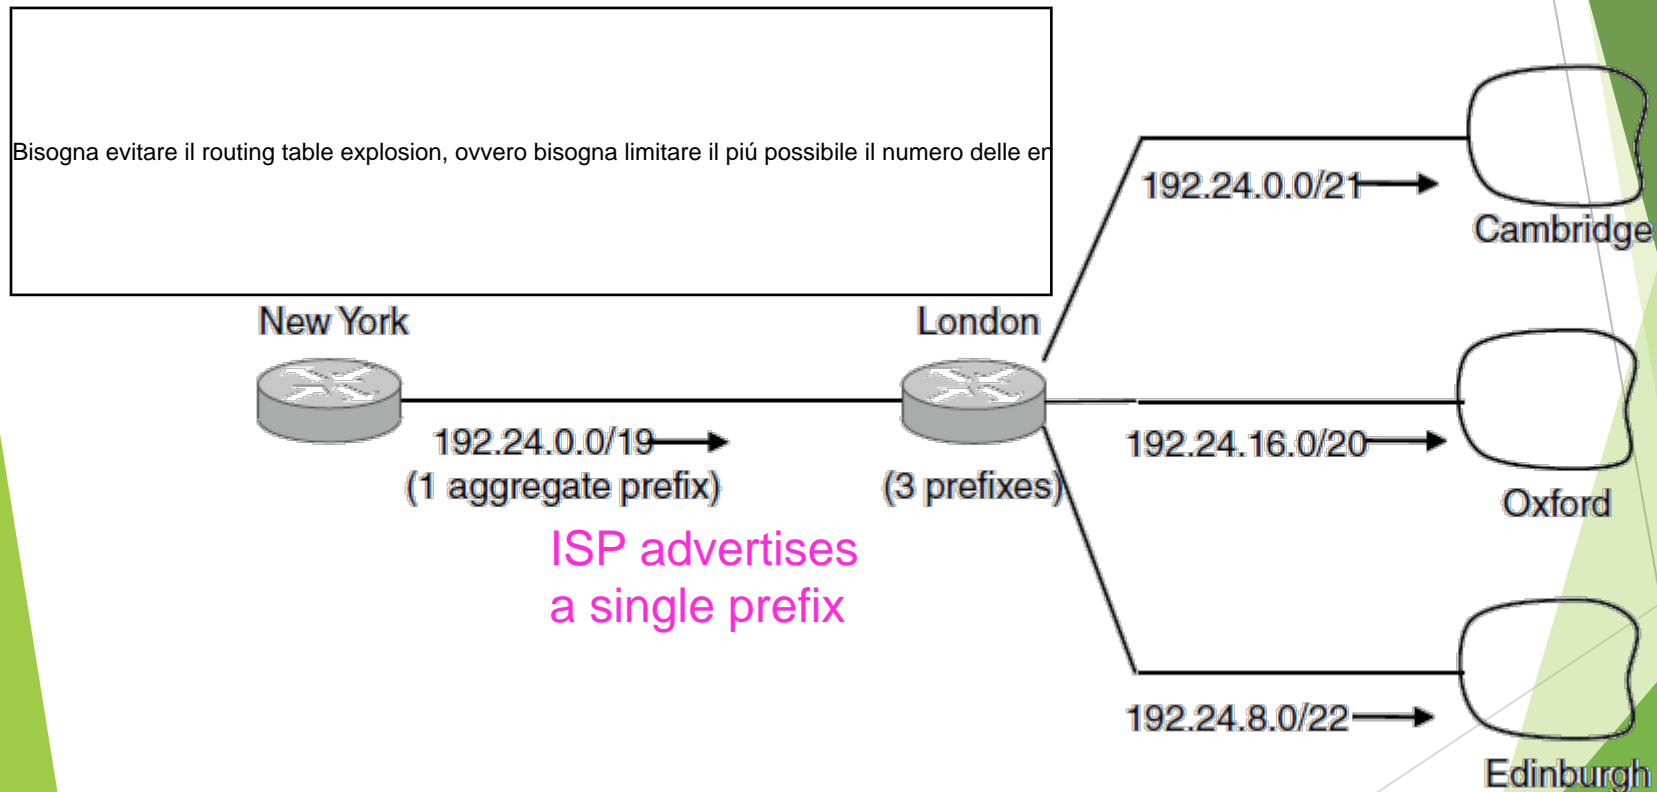 Bisogna evitare il routing table explosion, ovvero bisogna limitare il piú possibile il numero delle
192.24.0.0/21
Cambridge
New York
London
192.24.0.0/19
(1 aggregate prefix)
(3 prefixes)
192.24.16.0/20
Oxford
ISP advertises
a single prefix
192.24.8.0/22
Edinburgh